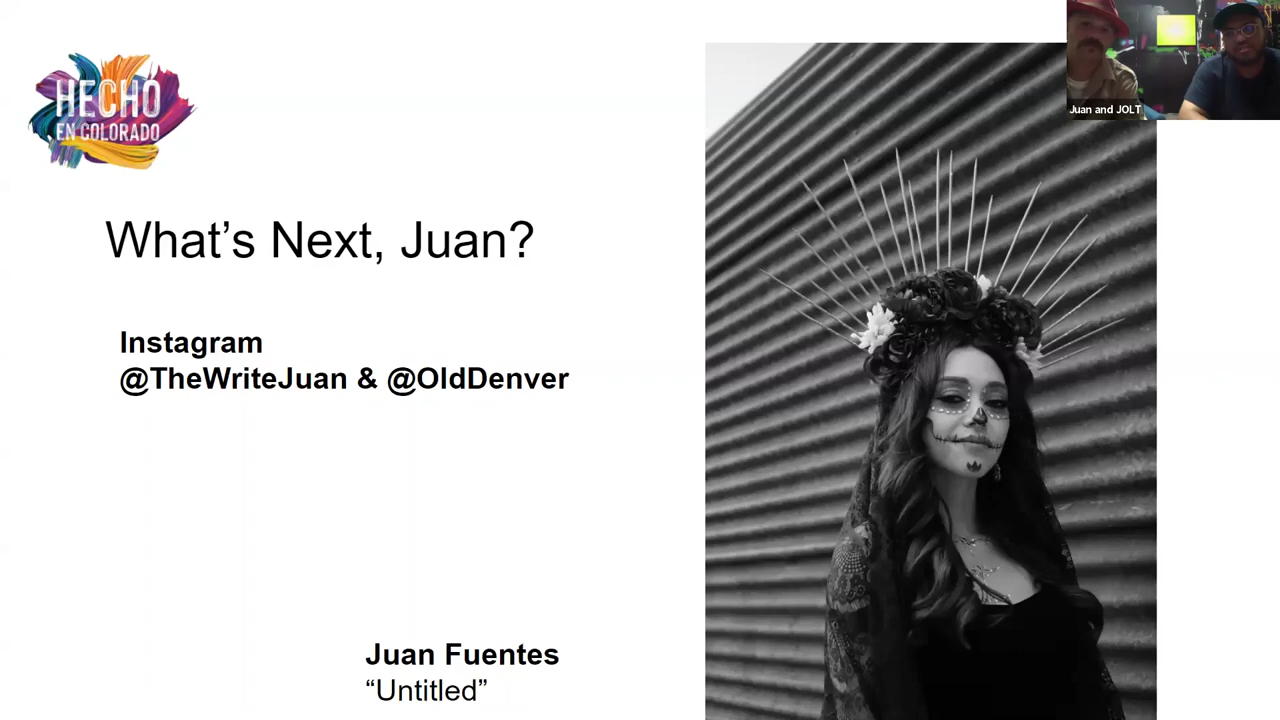 HECHO
EN COLORADO
Juan and JOLT
What's Next, Juan?
Instagram
@TheWriteJuan & @OldDenver
Juan Fuentes
“Untitled”